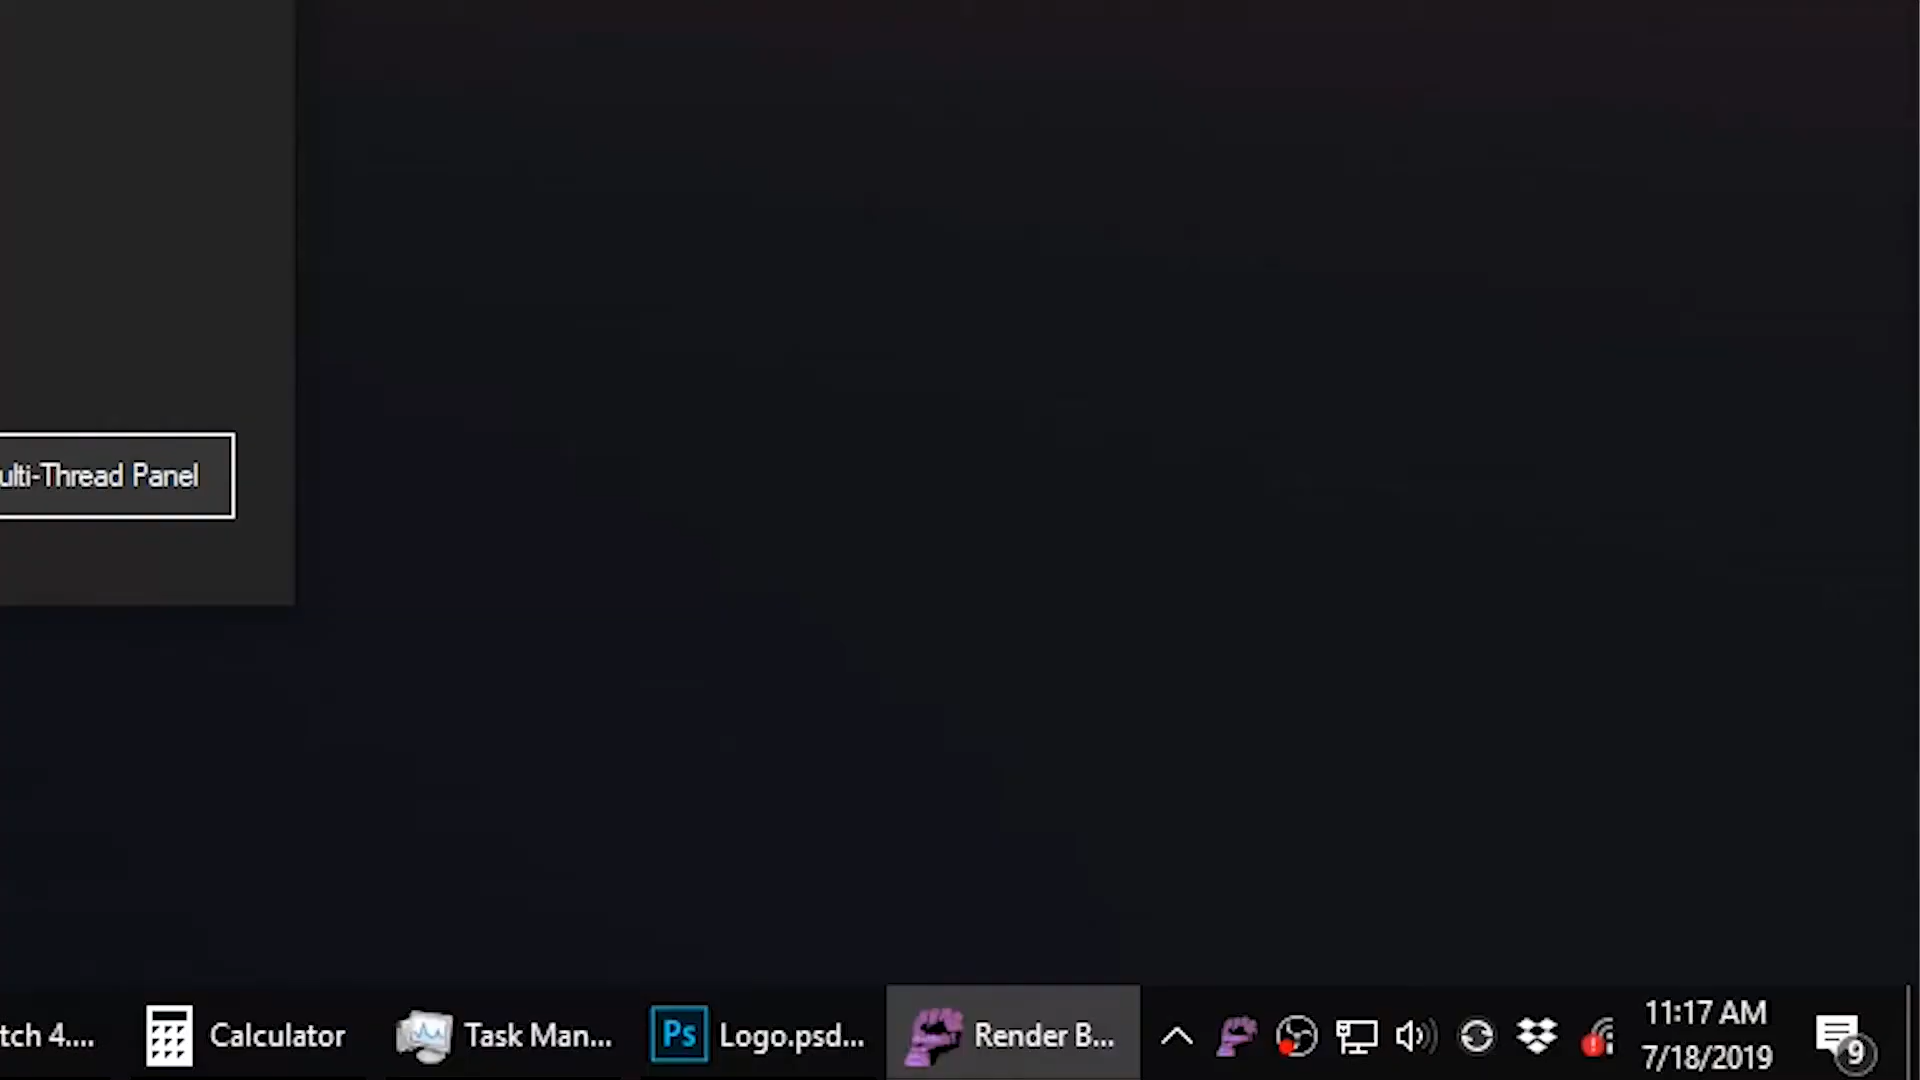 ulti-Thread Panel
tch 4....
Calculator
Task Man...
Ps
Logo.psd...
Render B...
11:17 AM
7/18/2019
9